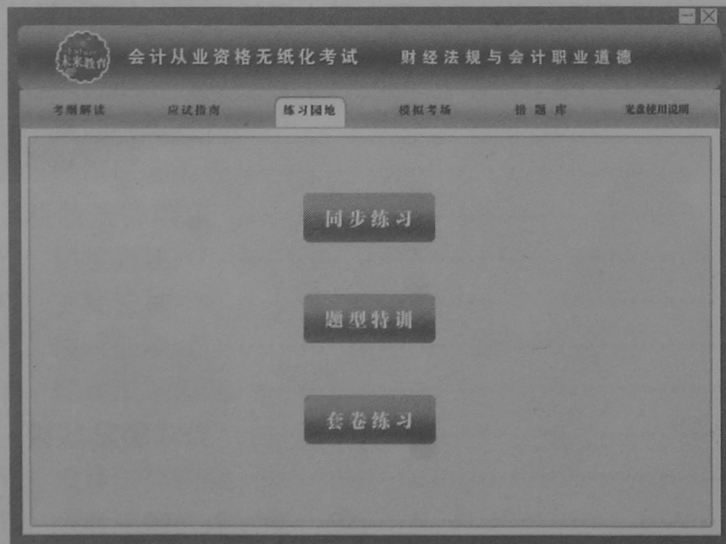 未来教育
会计从业资格无纸化考试 财经法规与会计职业道德
考纲解读 应试指南 练习园地 模拟考场 错题库 光盘使用说明
同步练习
题型特训
套卷练习